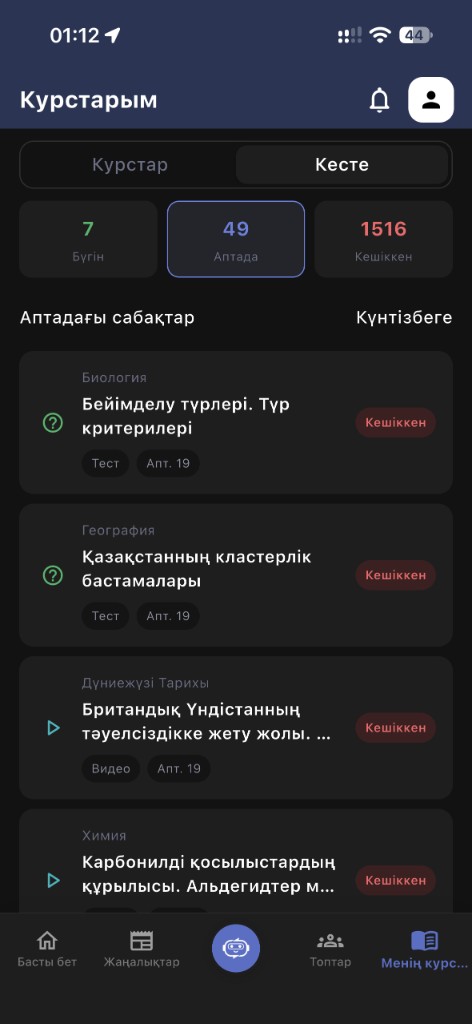 01:12
44
Курстарым
Курстар
Кесте
7
49
1516
Бүгін
Аптада
Кешіккен
Аптадағы сабақтар
Күнтізбеге
Биология
Бейімделу түрлері. Түр
критерилері
Кешіккен
Тест
Апт. 19
География
Қазақстанның кластерлік
бастамалары
Кешіккен
Тест
Апт. 19
Дүниежүзі Тарихы
Британдық Үндістанның
тәуелсіздікке жету жолы. ...
Кешіккен
Видео
Апт. 19
Химия
Карбонилді қосылыстардың
құрылысы. Альдегидтер м...
Кешіккен
Басты бет
Жаңалықтар
Топтар
Менің курс...